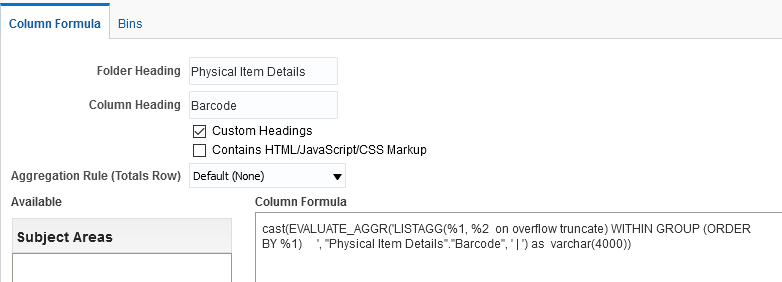 Column Formula Bins
Folder Heading Physical Item Details
Column Heading Barcode
Custom Headings
Contains HTML/JavaScript/CSS Markup
Aggregation Rule (Totals Row) Default (None)
Available Column Formula
Subject Areas
cast(EVALUATE_AGGR('LISTAGG(%1, %2  on overflow truncate) WITHIN GROUP (ORDER
BY %1)    ', "Physical Item Details"."Barcode", ' | ') as  varchar(4000))